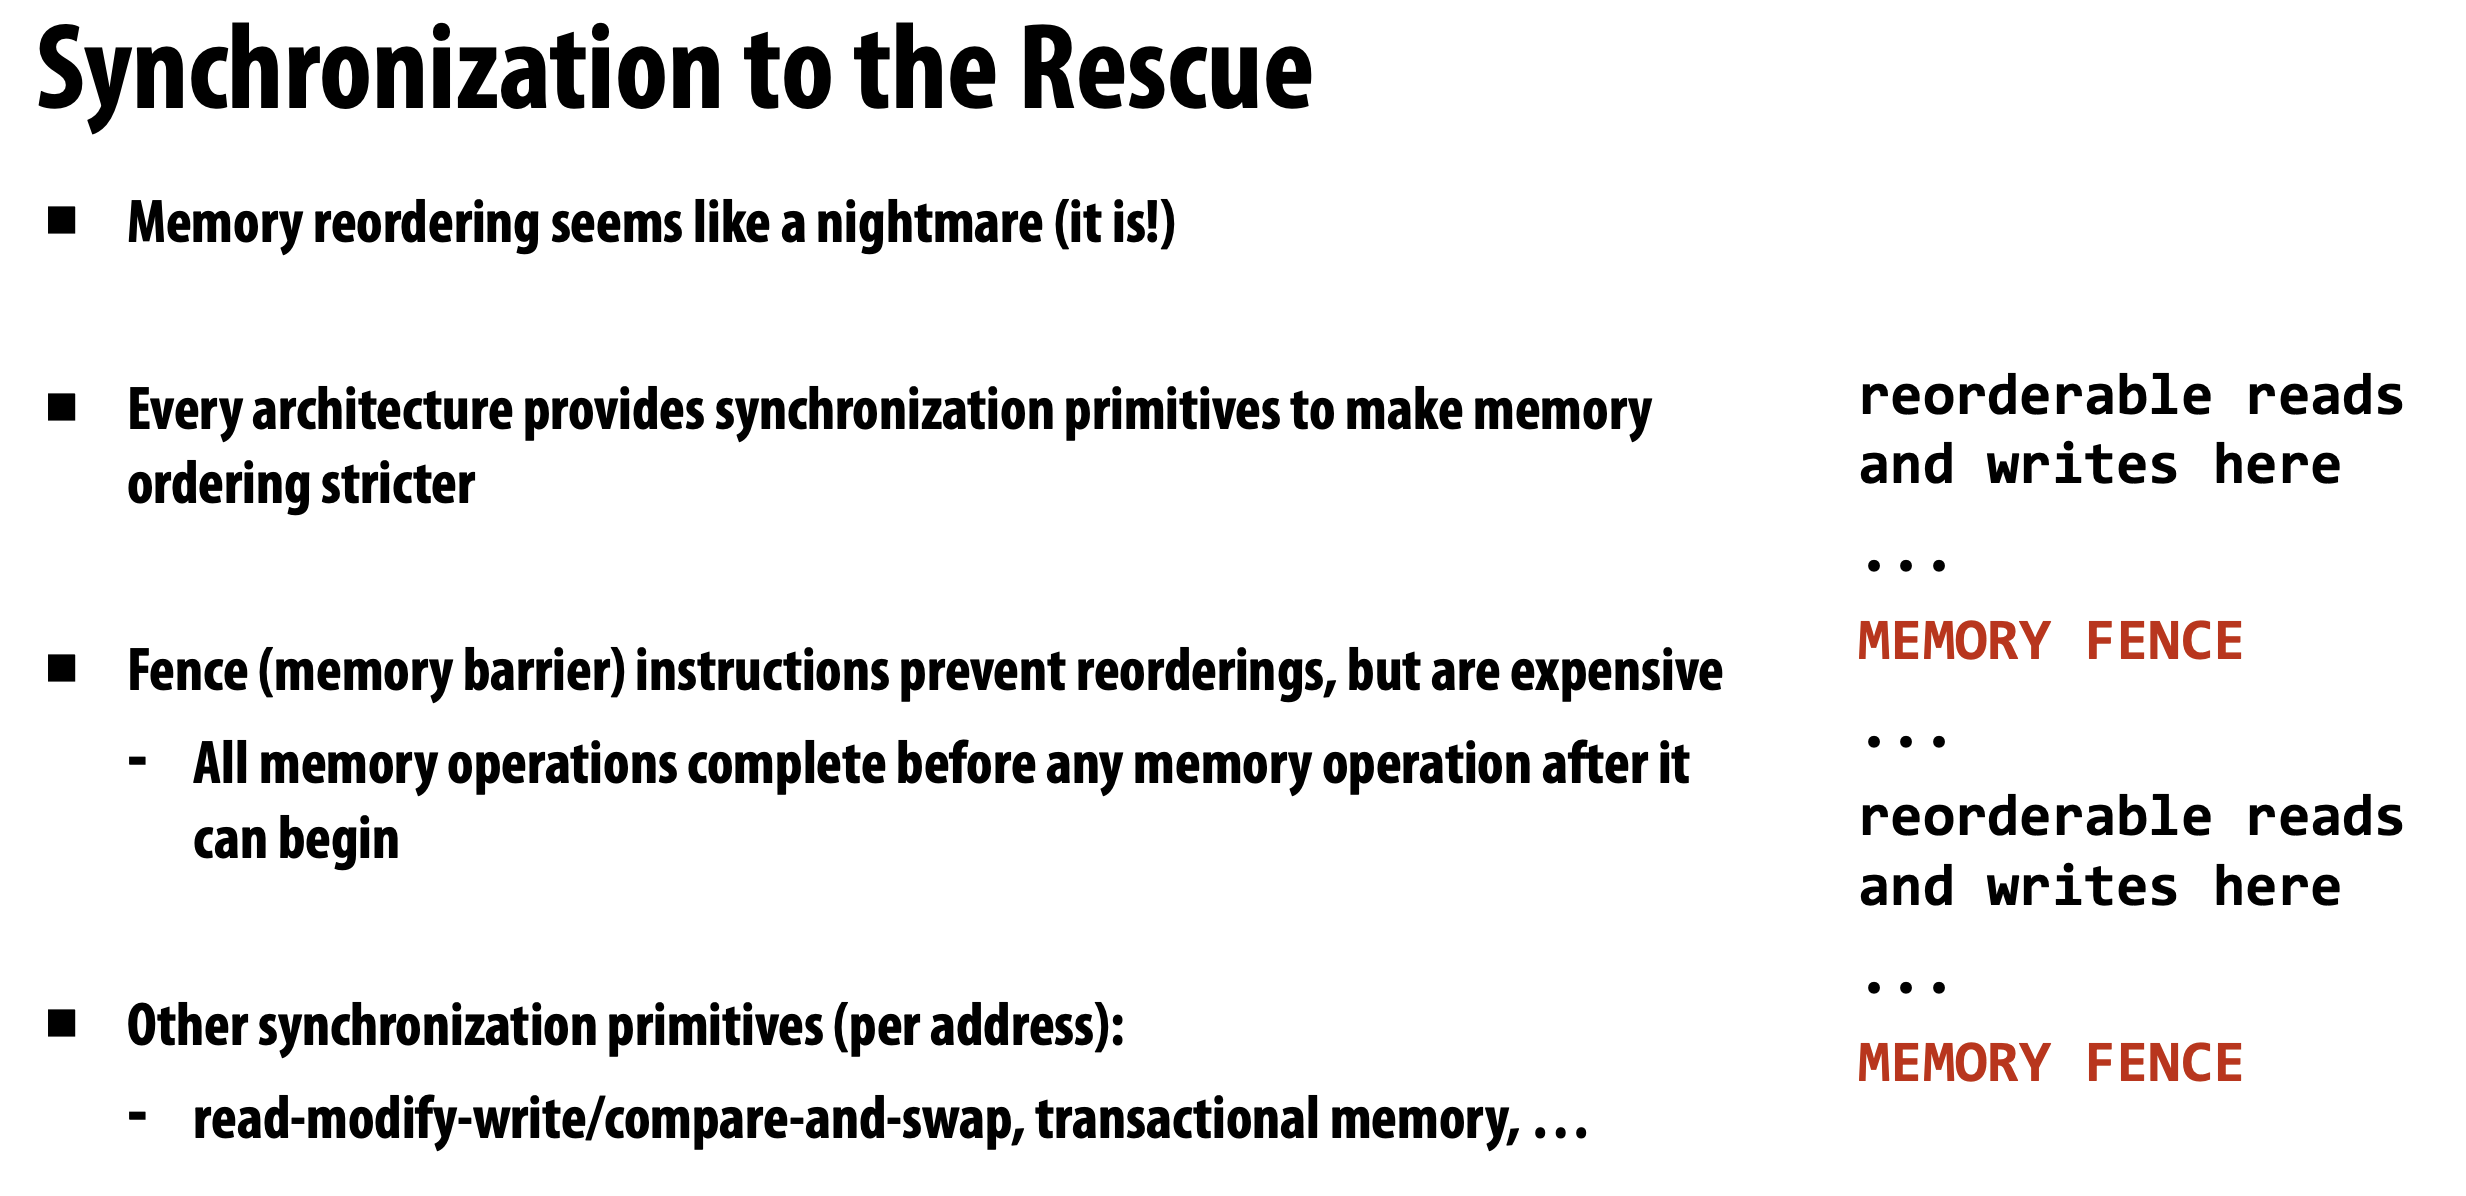 Synchronization to the Rescue
■ Memory reordering seems like a nightmare (it is!)
■ Every architecture provides synchronization primitives to make memory
ordering stricter
■ Fence (memory barrier) instructions prevent reorderings, but are expensive
- All memory operations complete before any memory operation after it
can begin
■ Other synchronization primitives (per address):
- read-modify-write/compare-and-swap, transactional memory, …
reorderable reads
and writes here
...
MEMORY FENCE
...
reorderable reads
and writes here
...
MEMORY FENCE